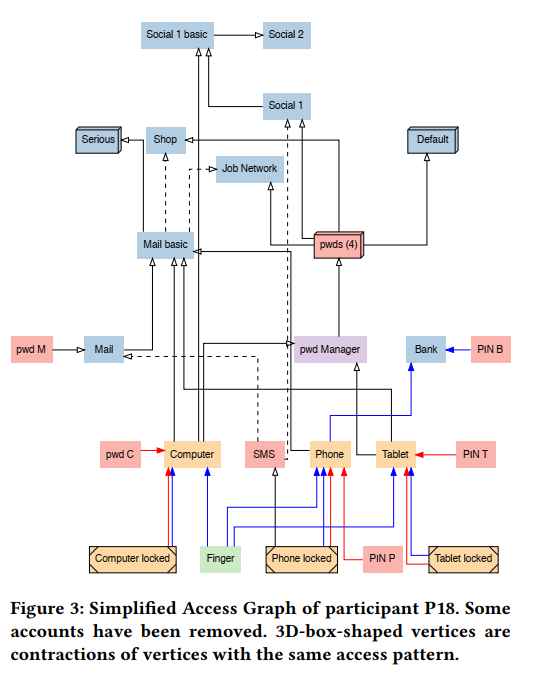 Social 1 basic
Social 2
Social 1
Serious
Shop
Default
Job Network
Mail basic
pwds (4)
pwd M
Mail
pwd Manager
Bank
PIN B
pwd C
Computer
SMS
Phone
Tablet
PIN T
Computer locked
Finger
Phone locked
PIN P
Tablet locked
Figure 3: Simplified Access Graph of participant P18. Some
accounts have been removed. 3D-box-shaped vertices are
contractions of vertices with the same access pattern.